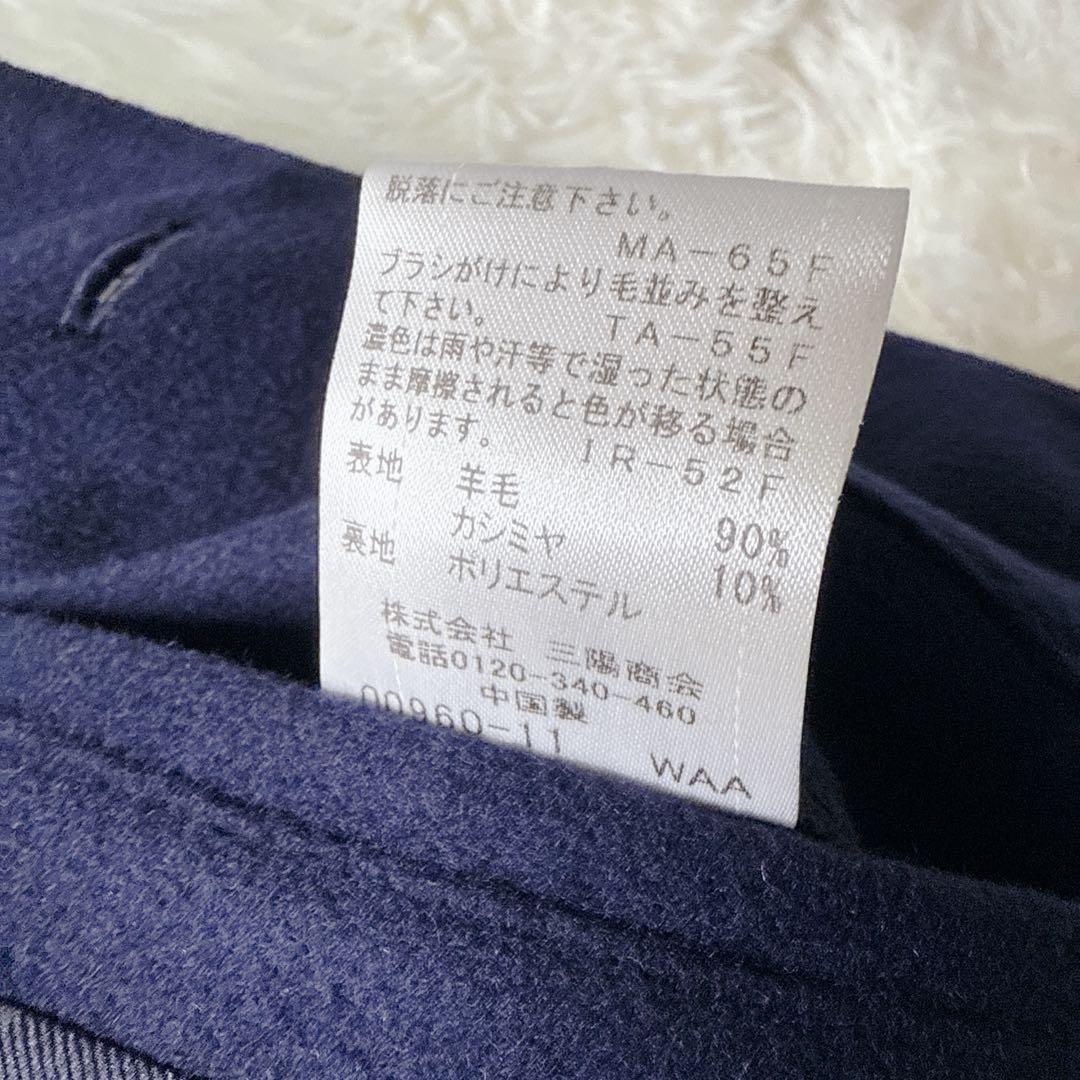 脱落にご注意下さい。
MA-65F
ブラシがけにより毛並みを整え
て下さい。 TA-55F
濃色は雨や汗等で湿った状態の
まま摩擦されると色が移る場合
があります。 IR-52F
表地 羊毛 90%
カシミヤ 10%
裏地 ポリエステル
株式会社 三陽商会
電話0120-340-460
中国製
00960-11 WAA